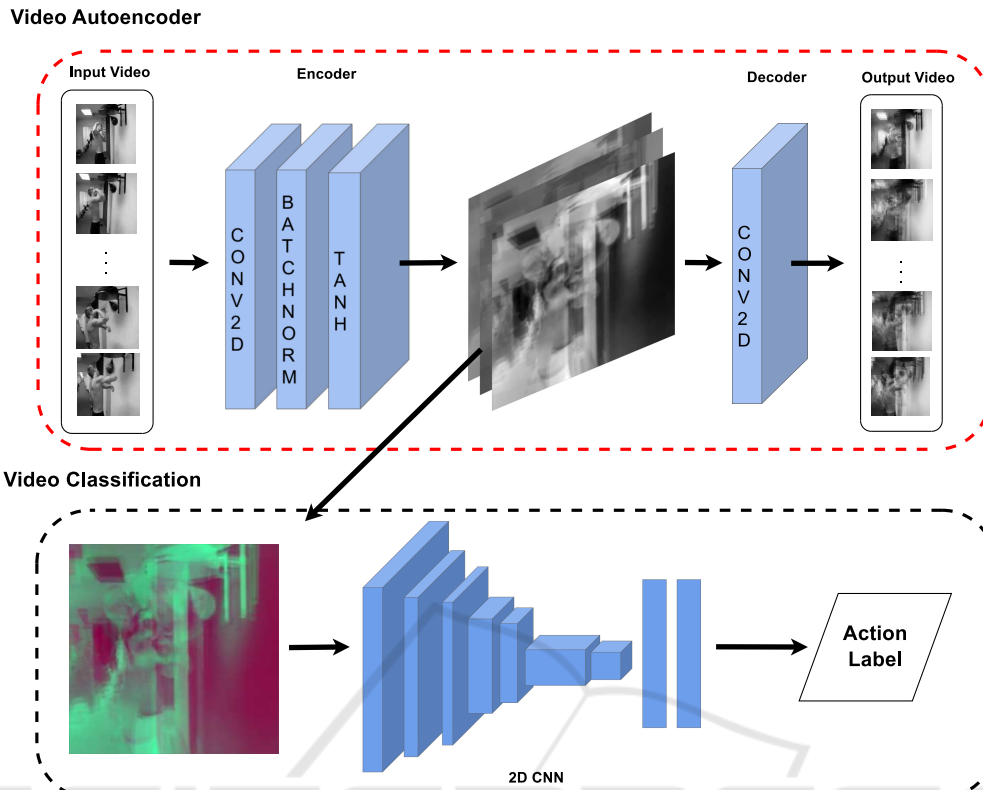 Video Autoencoder
Input Video
Encoder
Decoder
Output Video
CONV2D
BATCHNORM
TANH
CONV2D
Video Classification
Action
Label
2D CNN